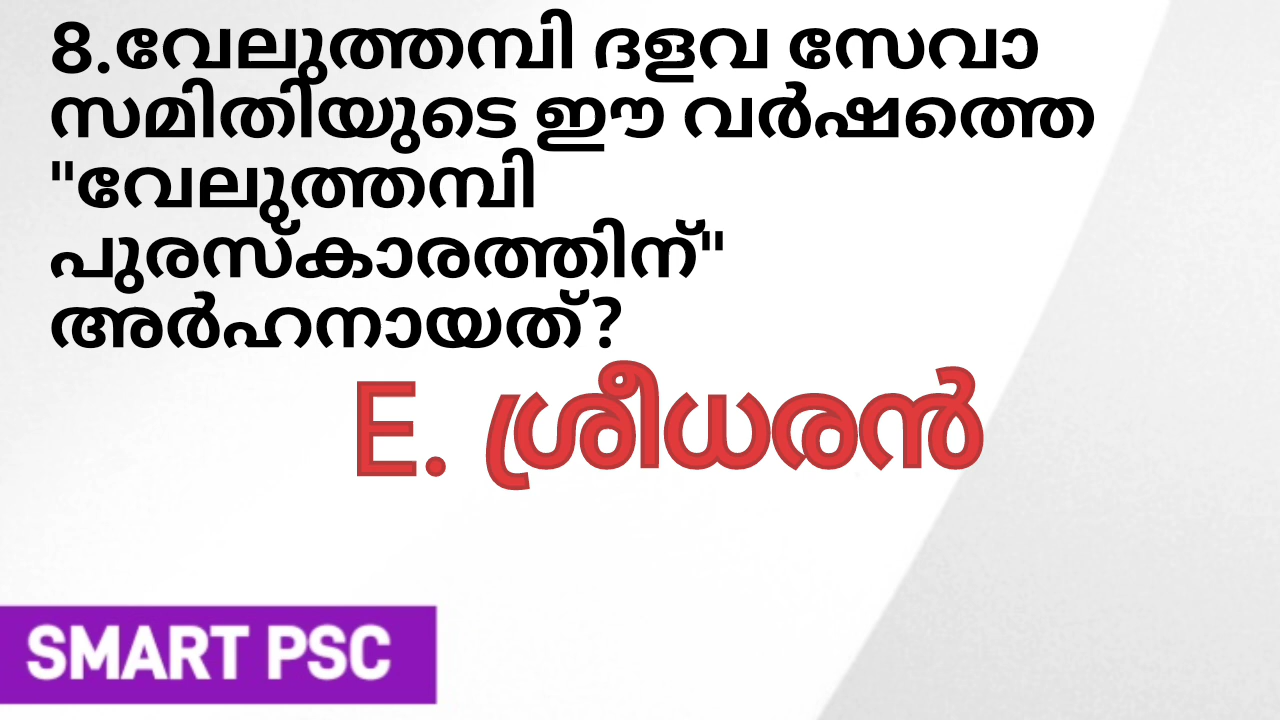 8.വേലുത്തമ്പി ദളവ സേവാ
സമിതിയുടെ ഈ വർഷത്തെ
"വേലുത്തമ്പി
പുരസ്കാരത്തിന്"
അർഹനായത്?
E. ശ്രീധരൻ
SMART PSC